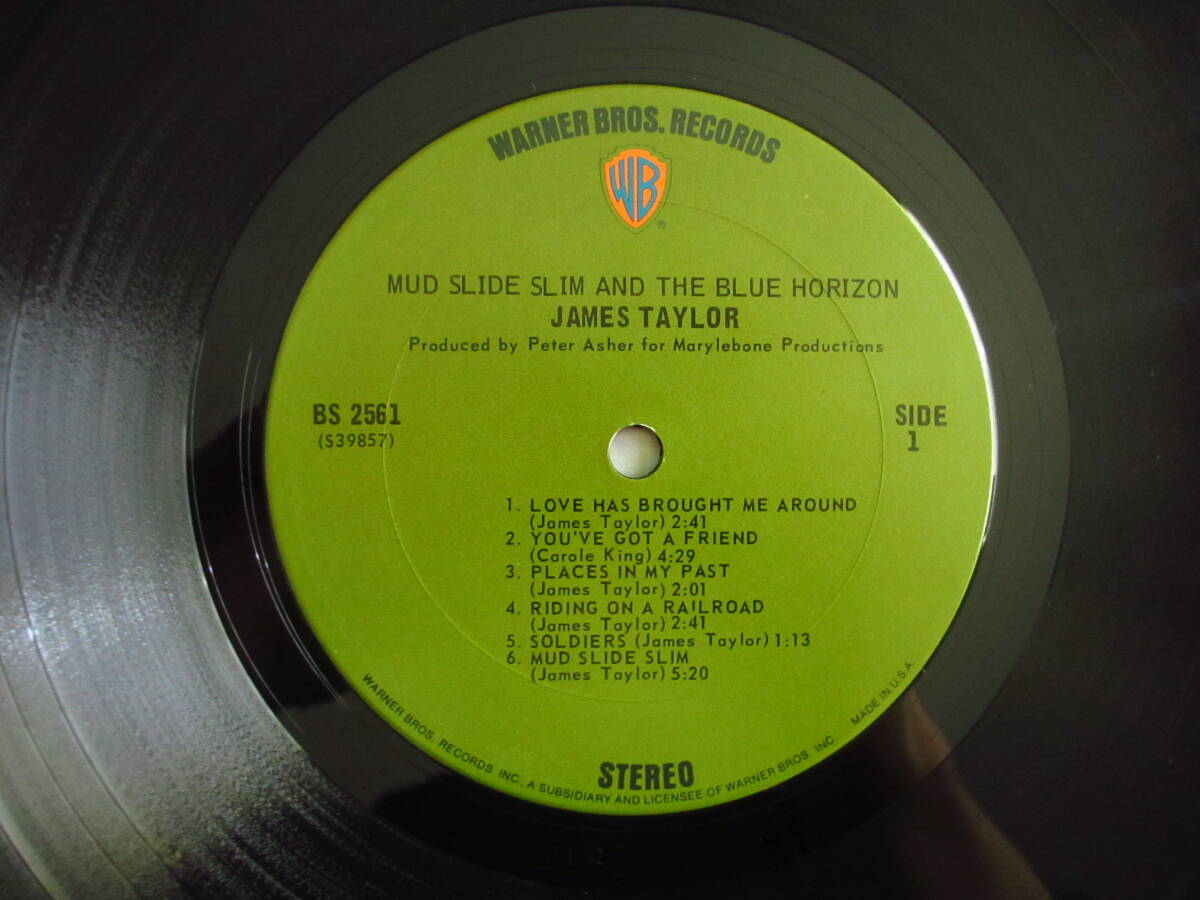 WARNER BROS. RECORDS
WB
®
MUD SLIDE SLIM AND THE BLUE HORIZON
JAMES TAYLOR
Produced by Peter Asher for Marylebone Productions
BS 2561
(S39857)
SIDE
1
1. LOVE HAS BROUGHT ME AROUND
(James Taylor) 2:41
2. YOU'VE GOT A FRIEND
(Carole King) 4:29
3. PLACES IN MY PAST
(James Taylor) 2:01
4. RIDING ON A RAILROAD
(James Taylor) 2:41
5. SOLDIERS (James Taylor) 1:13
6. MUD SLIDE SLIM
(James Taylor) 5:20
STEREO
WARNER BROS. RECORDS INC. A SUBSIDIARY AND LICENSEE OF WARNER BROS. INC. MADE IN U.S.A.